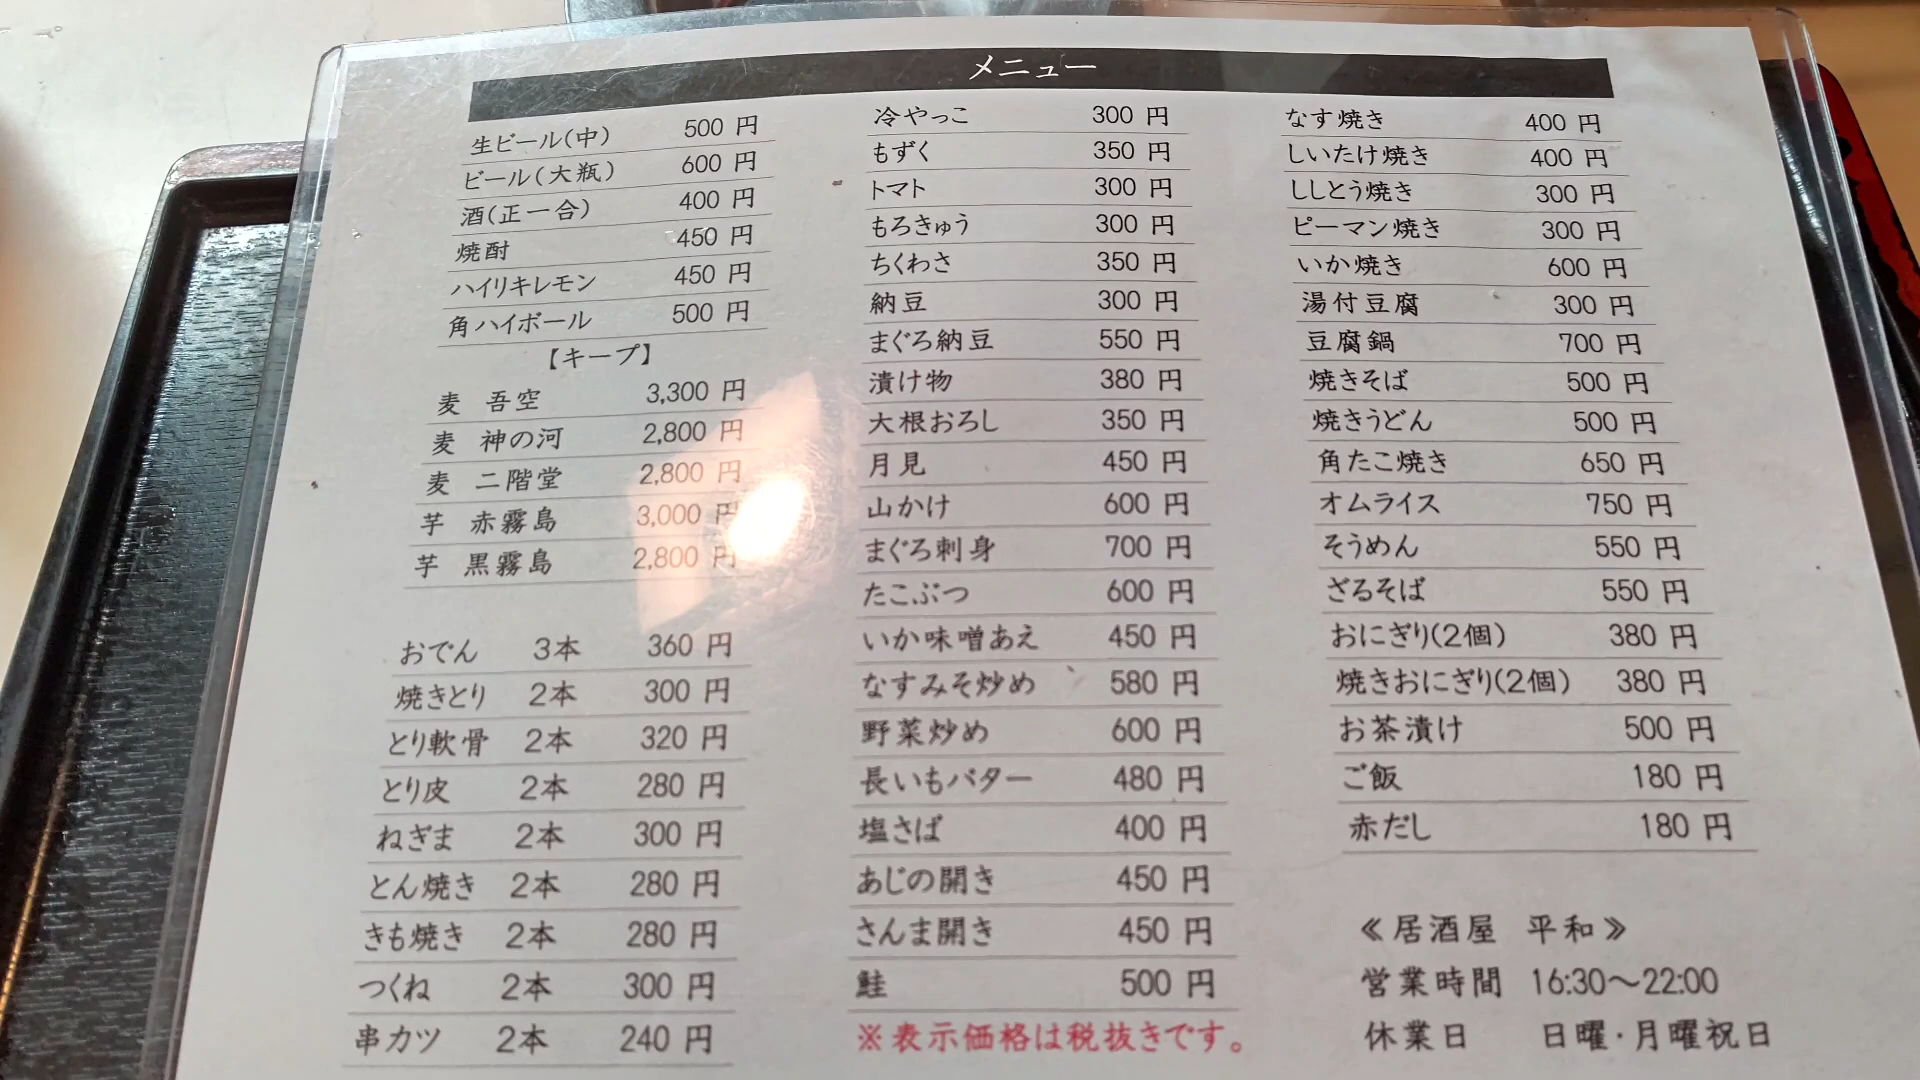 メニュー
生ビール(中) 500 円
ビール(大瓶) 600 円
酒(正一合) 400 円
焼酎 450 円
ハイリキレモン 450 円
角ハイボール 500 円
【キープ】
麦 吾空 3,300 円
麦 神の河 2,800 円
麦 二階堂 2,800 円
芋 赤霧島 3,000 円
芋 黒霧島 2,800 円
おでん 3本 360 円
焼きとり 2本 300 円
とり軟骨 2本 320 円
とり皮 2本 280 円
ねぎま 2本 300 円
とん焼き 2本 280 円
きも焼き 2本 280 円
つくね 2本 300 円
串カツ 2本 240 円
冷やっこ 300 円
もずく 350 円
トマト 300 円
もろきゅう 300 円
ちくわさ 350 円
納豆 300 円
まぐろ納豆 550 円
漬け物 380 円
大根おろし 350 円
月見 450 円
山かけ 600 円
まぐろ刺身 700 円
たこぶつ 600 円
いか味噌あえ 450 円
なすみそ炒め 580 円
野菜炒め 600 円
長いもバター 480 円
塩さば 400 円
あじの開き 450 円
さんま開き 450 円
鮭 500 円
※表示価格は税抜きです。
なす焼き 400 円
しいたけ焼き 400 円
ししとう焼き 300 円
ピーマン焼き 300 円
いか焼き 600 円
湯付豆腐 300 円
豆腐鍋 700 円
焼きそば 500 円
焼きうどん 500 円
角たこ焼き 650 円
オムライス 750 円
そうめん 550 円
ざるそば 550 円
おにぎり(2個) 380 円
焼きおにぎり(2個) 380 円
お茶漬け 500 円
ご飯 180 円
赤だし 180 円
≪居酒屋 平和≫
営業時間 16:30～22:00
休業日 日曜・月曜祝日